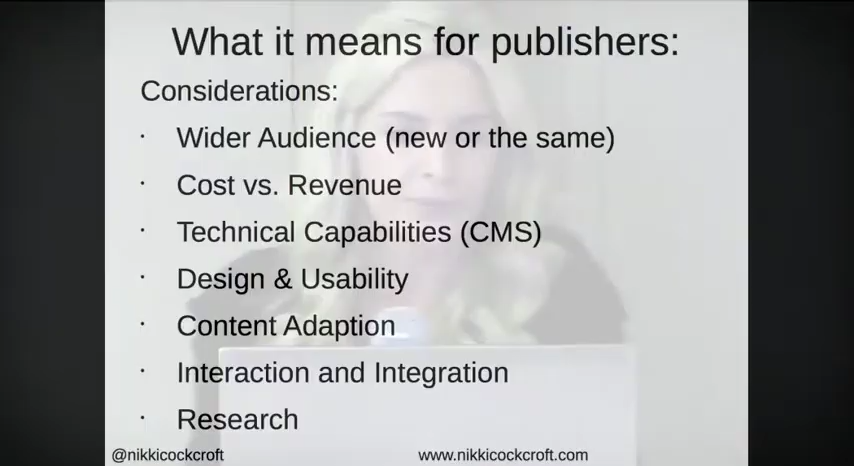 What it means for publishers:
Considerations:
· Wider Audience (new or the same)
· Cost vs. Revenue
· Technical Capabilities (CMS)
· Design & Usability
· Content Adaption
· Interaction and Integration
· Research
@nikkicockcroft www.nikkicockcroft.com